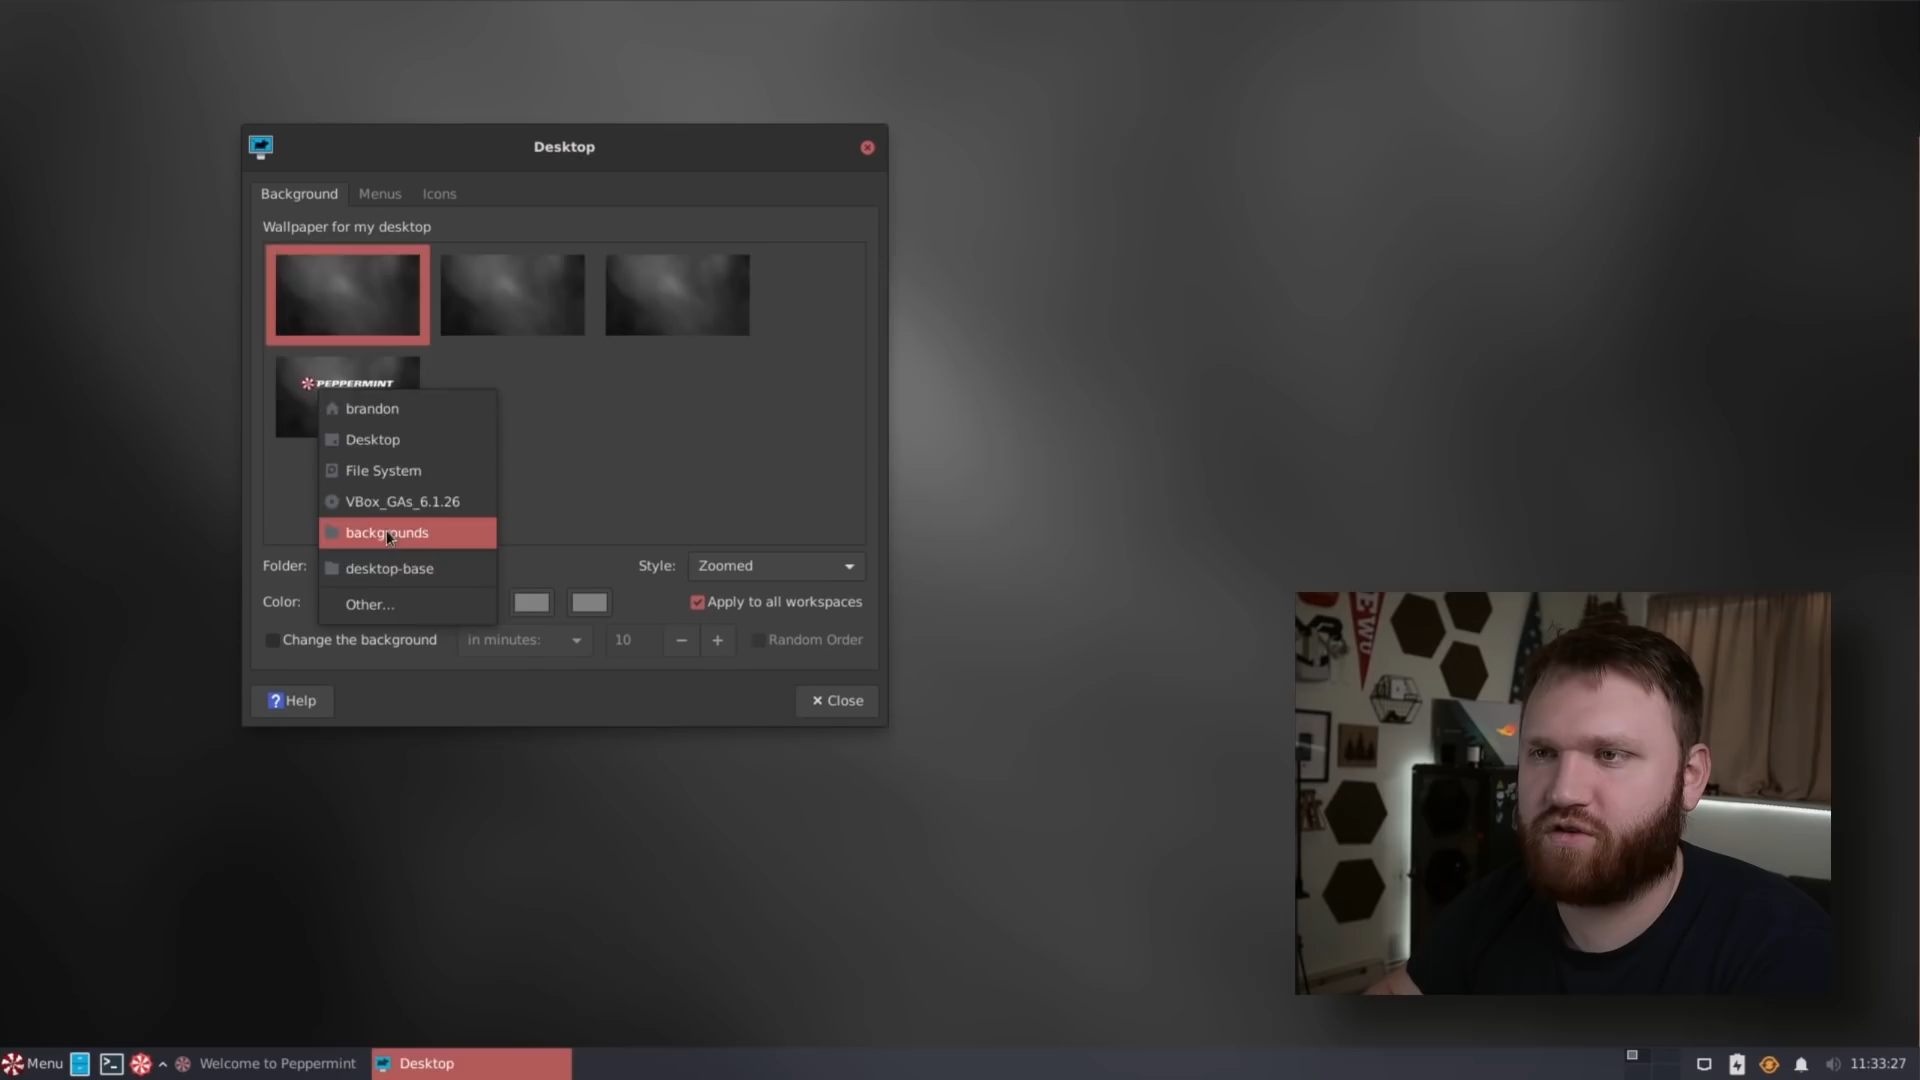 Desktop
Background Menus Icons
Wallpaper for my desktop
PEPPERMINT
brandon
Desktop
File System
VBox_GAs_6.1.26
backgrounds
desktop-base
Other...
Folder: Style: Zoomed
Color: Apply to all workspaces
Change the background in minutes: 10 − + Random Order
? Help × Close
Menu Welcome to Peppermint Desktop 11:33:27